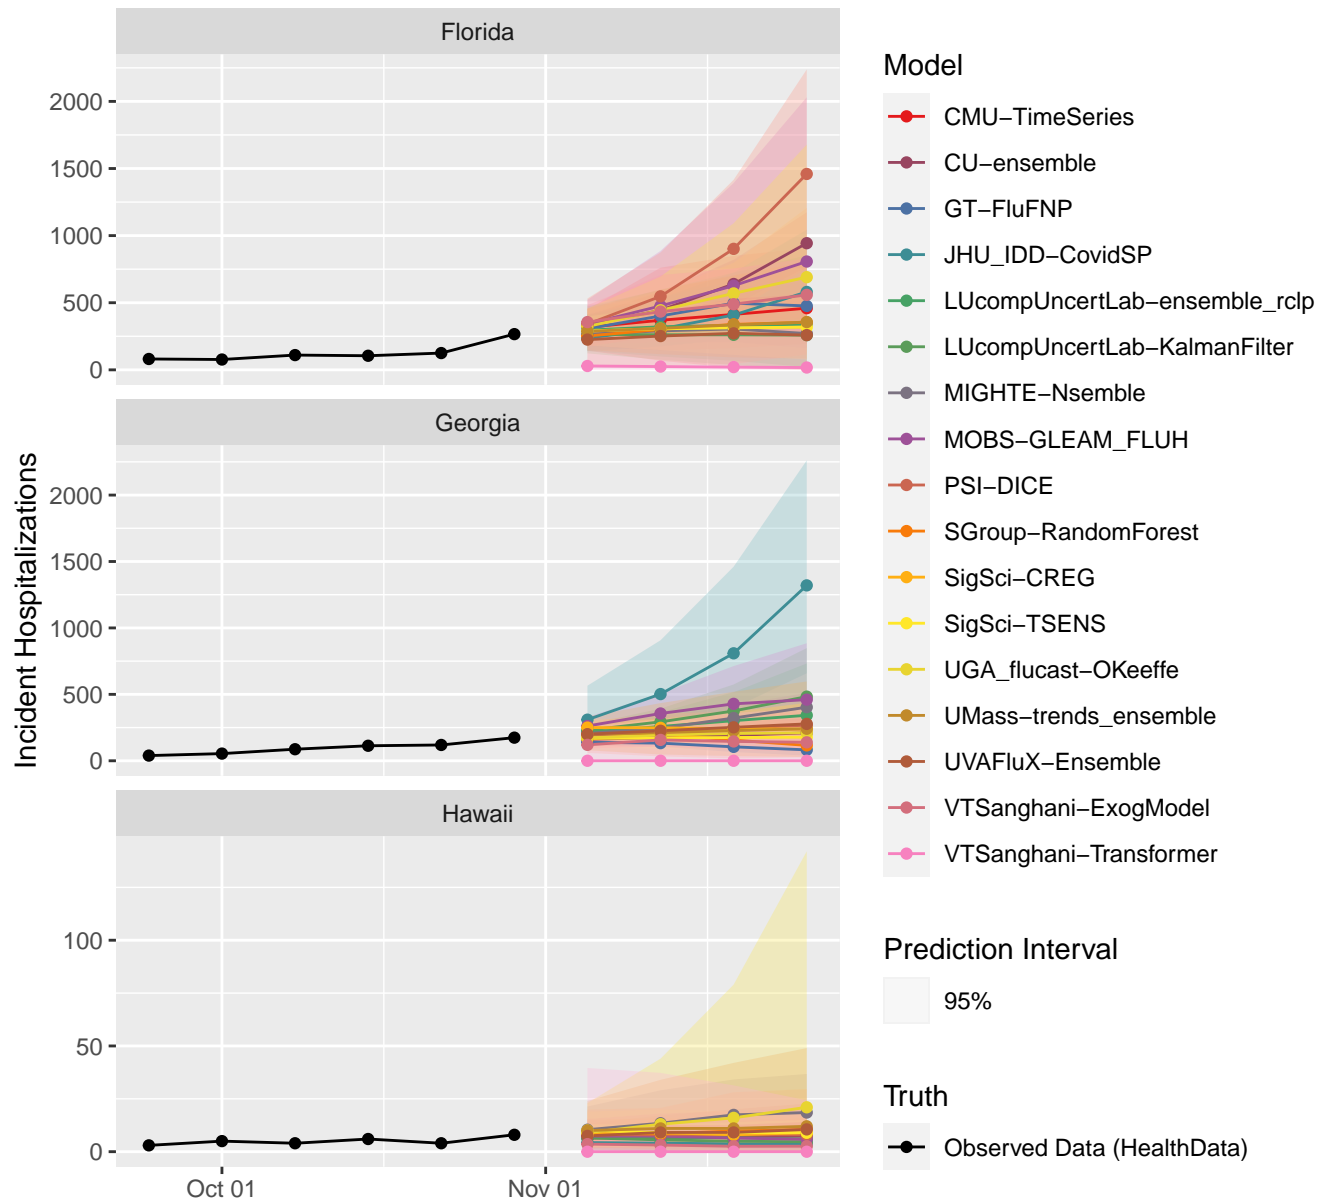 Florida
2000
1500
1000
500
0
Georgia
2000
1500
1000
500
0
Hawaii
100
50
0
Oct 01
Nov 01
Incident Hospitalizations
Model
CMU−TimeSeries
CU−ensemble
GT−FluFNP
JHU_IDD−CovidSP
LUcompUncertLab−ensemble_rclp
LUcompUncertLab−KalmanFilter
MIGHTE−Nsemble
MOBS−GLEAM_FLUH
PSI−DICE
SGroup−RandomForest
SigSci−CREG
SigSci−TSENS
UGA_flucast−OKeeffe
UMass−trends_ensemble
UVAFluX−Ensemble
VTSanghani−ExogModel
VTSanghani−Transformer
Prediction Interval
95%
Truth
Observed Data (HealthData)